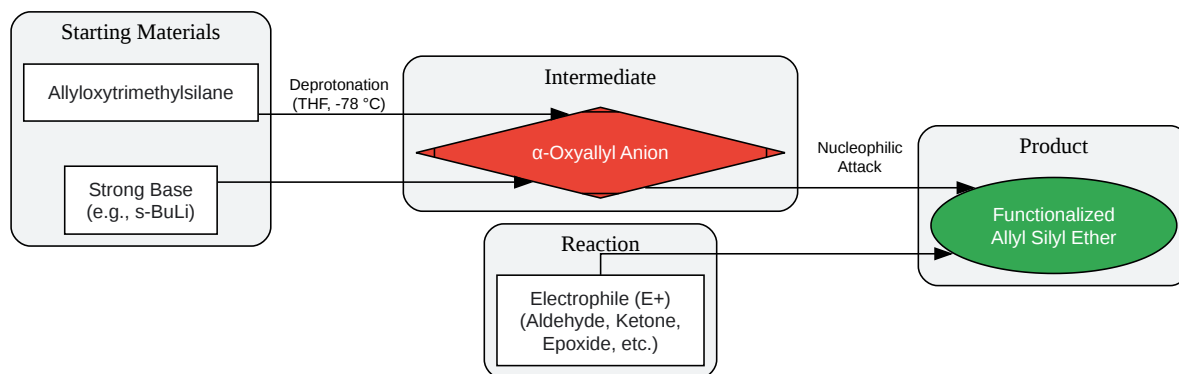 Starting Materials
Allyloxytrimethylsilane
Strong Base
(e.g., s-BuLi)
Deprotonation
(THF, -78 °C)
Intermediate
α-Oxyallyl Anion
Nucleophilic
Attack
Reaction
Electrophile (E+)
(Aldehyde, Ketone,
Epoxide, etc.)
Product
Functionalized
Allyl Silyl Ether